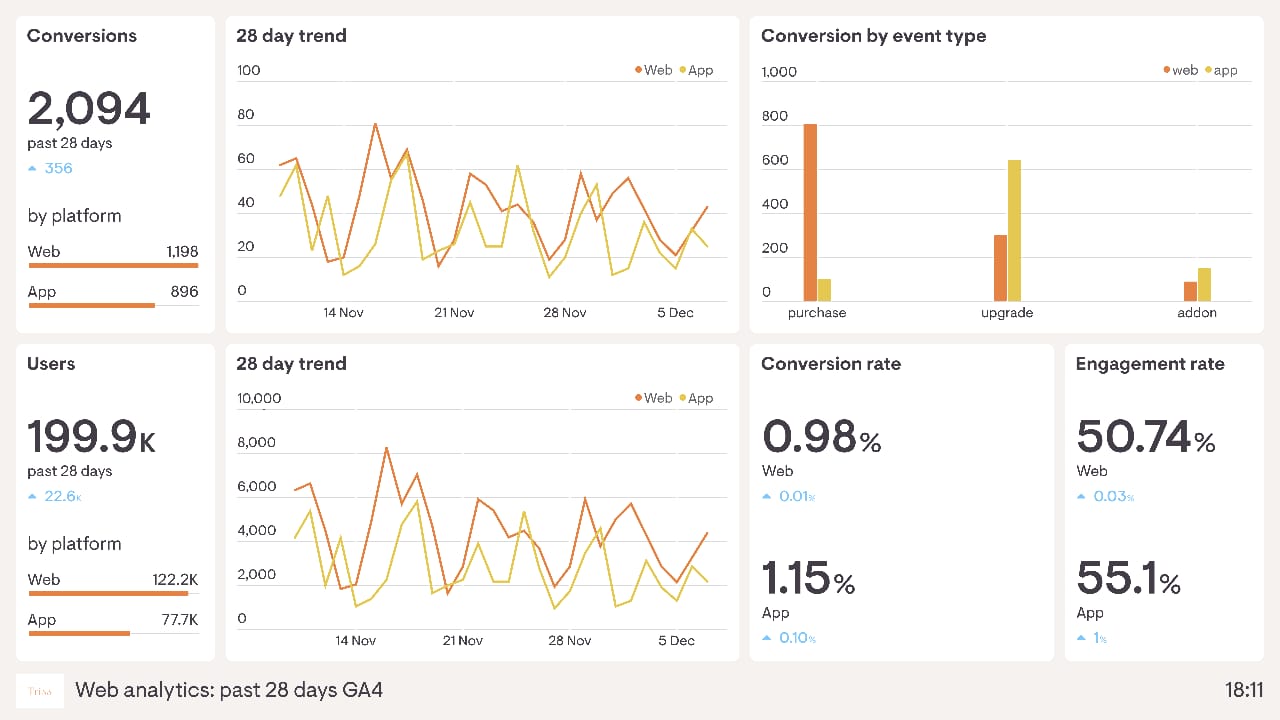 Conversions
2,094
past 28 days
356
by platform
Web 1,198
App 896
28 day trend
Web App
100
80
60
40
20
0
14 Nov 21 Nov 28 Nov 5 Dec
Conversion by event type
web app
1,000
800
600
400
200
0
purchase upgrade addon
Users
199.9K
past 28 days
22.6K
by platform
Web 122.2K
App 77.7K
28 day trend
Web App
10,000
8,000
6,000
4,000
2,000
0
14 Nov 21 Nov 28 Nov 5 Dec
Conversion rate
0.98%
Web
0.01%
1.15%
App
0.10%
Engagement rate
50.74%
Web
0.03%
55.1%
App
1%
Web analytics: past 28 days GA4
18:11